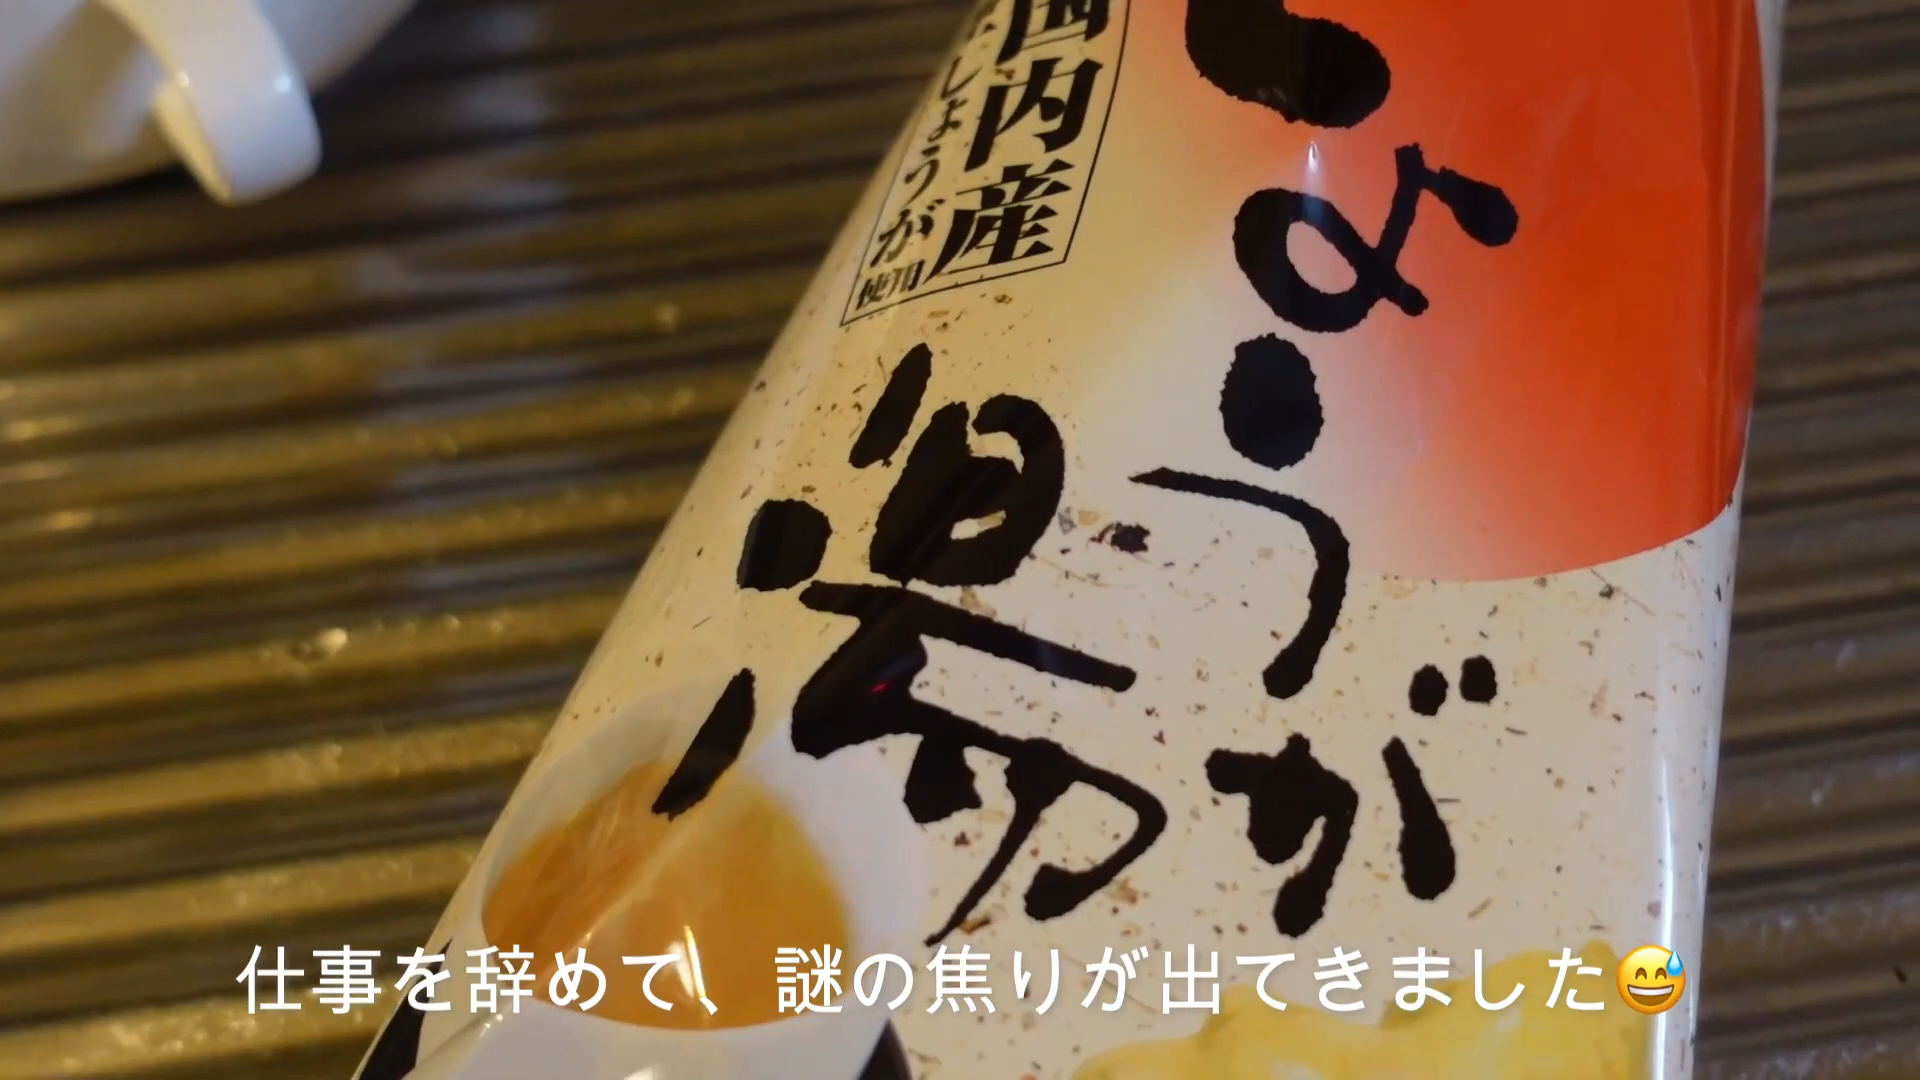 しょうが
湯
国内産
しょうが
使用
仕事を辞めて、謎の焦りが出てきました😅